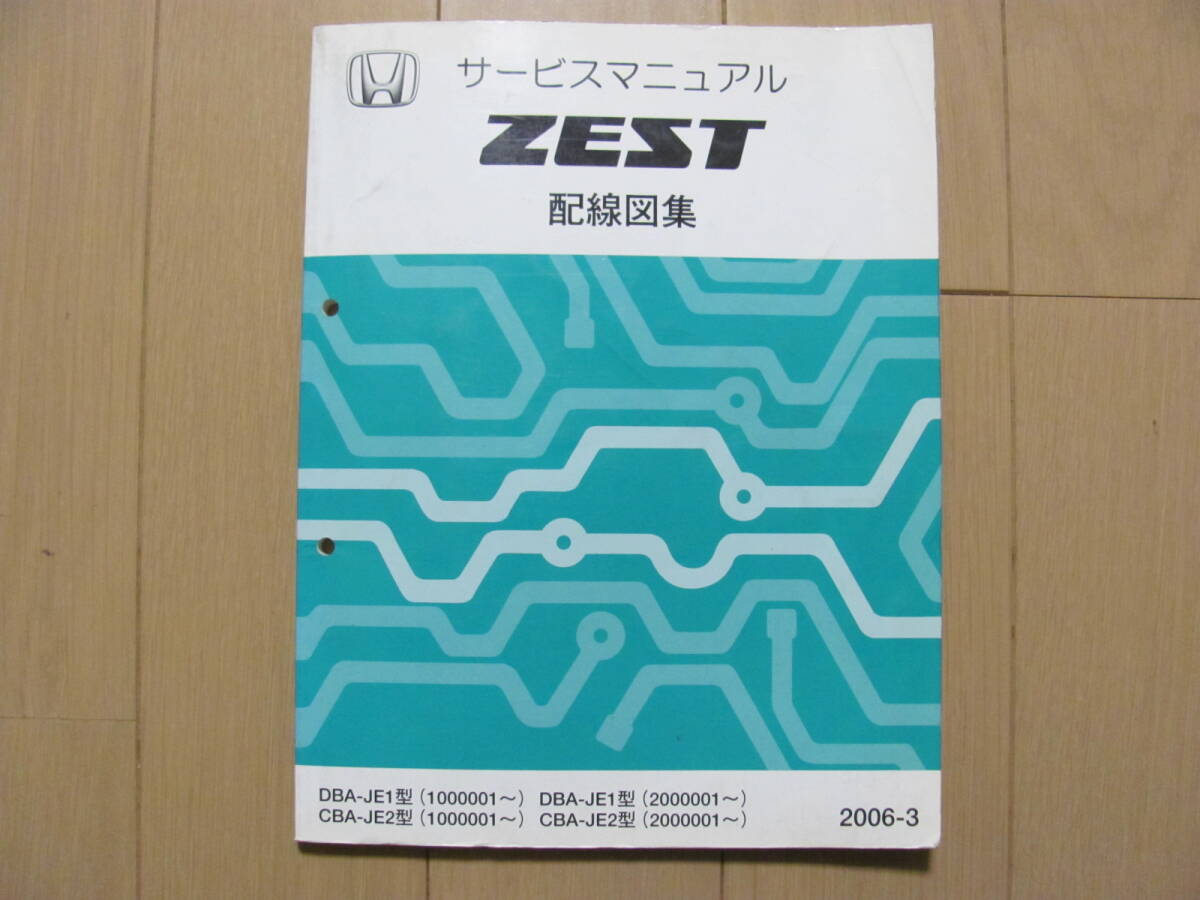 サービスマニュアル
ZEST
配線図集
DBA-JE1型（1000001～） DBA-JE1型（2000001～）
CBA-JE2型（1000001～） CBA-JE2型（2000001～）
2006-3